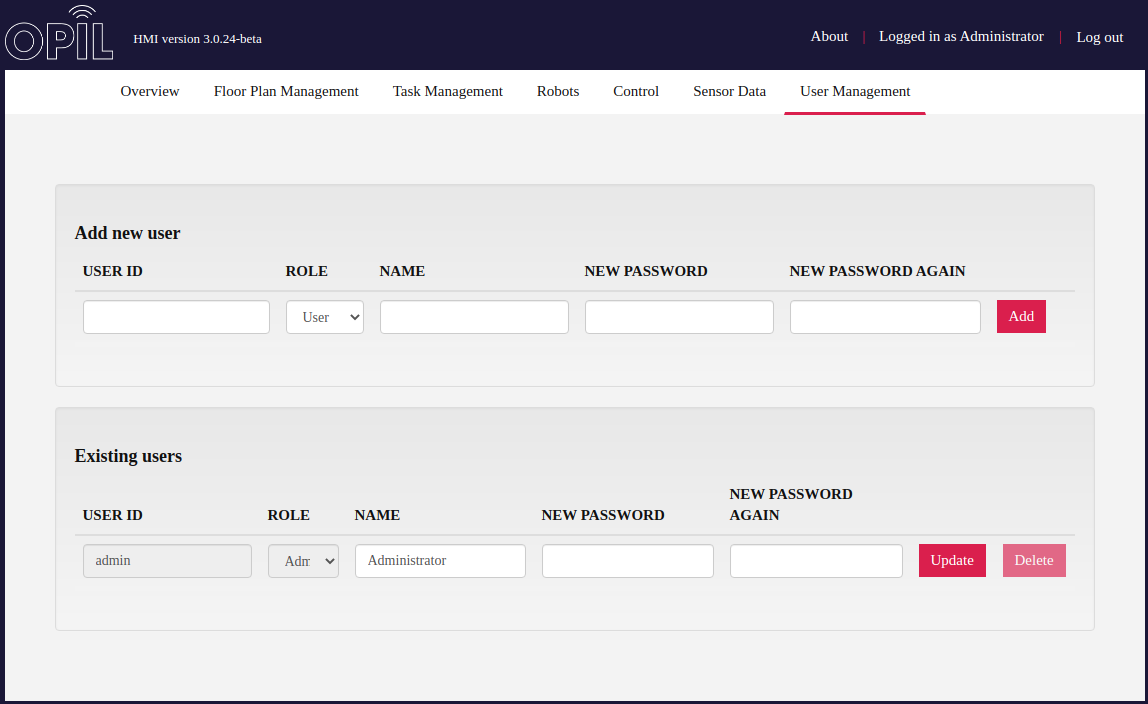 OPIL
HMI version 3.0.24-beta
About | Logged in as Administrator | Log out
Overview Floor Plan Management Task Management Robots Control Sensor Data User Management
Add new user
USER ID ROLE NAME NEW PASSWORD NEW PASSWORD AGAIN
User Add
Existing users
USER ID ROLE NAME NEW PASSWORD NEW PASSWORD AGAIN
admin Adm Administrator Update Delete